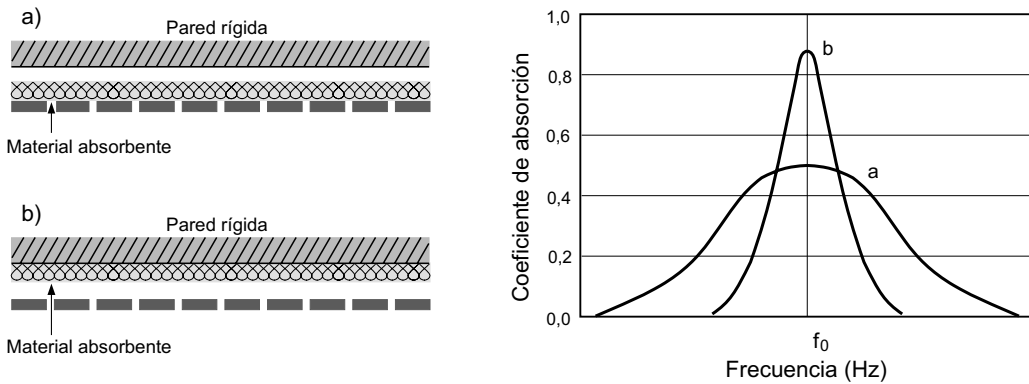 a)
Pared rígida
Material absorbente
b)
Pared rígida
Material absorbente
Coeficiente de absorción
1,0
0,8
0,6
0,4
0,2
0,0
b
a
f₀
Frecuencia (Hz)